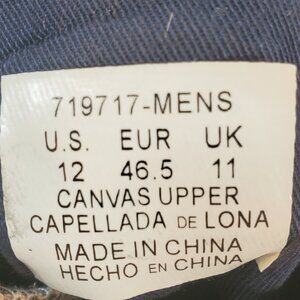 719717-MENS
U.S. EUR UK
12 46.5 11
CANVAS UPPER
CAPELLADA DE LONA
MADE IN CHINA
HECHO EN CHINA